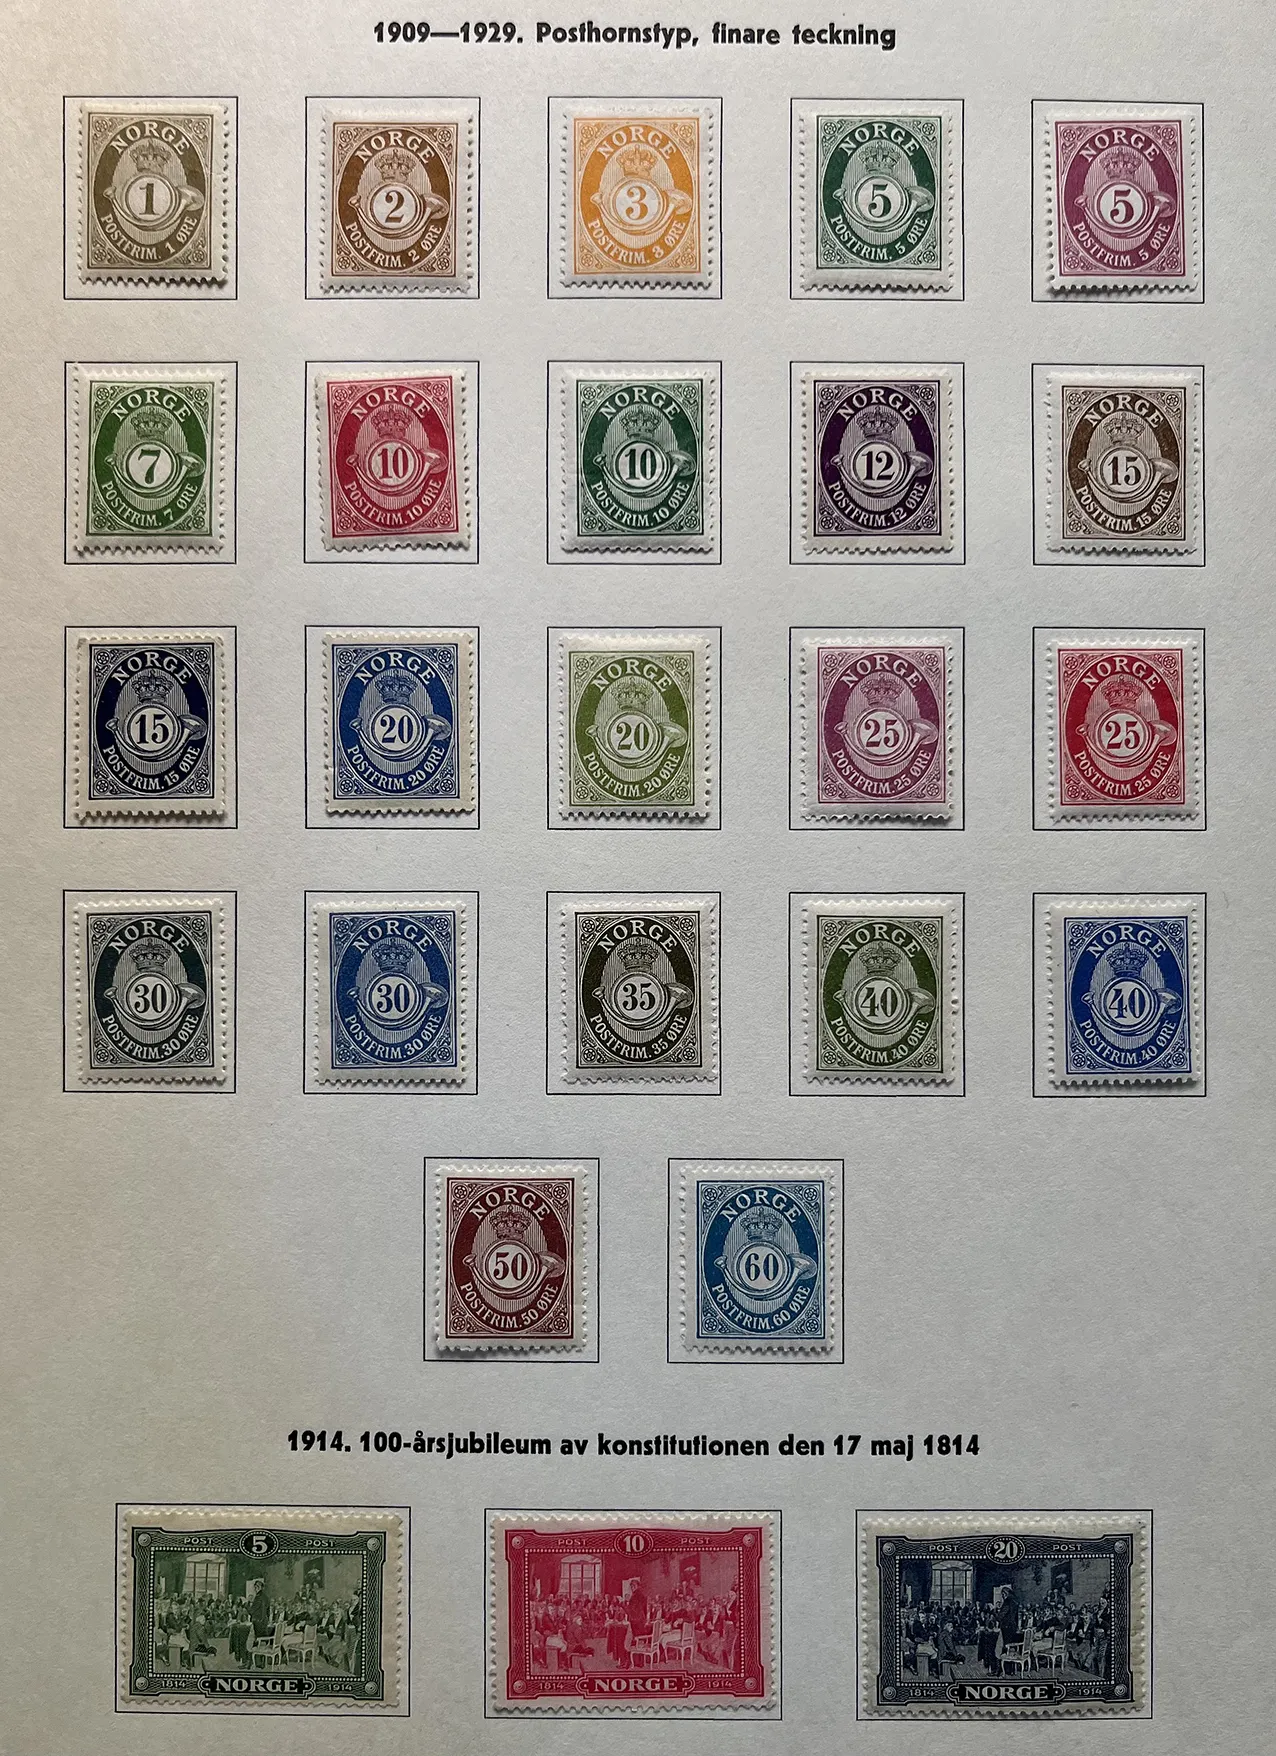 1909—1929. Posthornstyp, finare teckning
NORGE
1
POSTFRIM. 1 ØRE
NORGE
2
POSTFRIM. 2 ØRE
NORGE
3
POSTFRIM. 3 ØRE
NORGE
5
POSTFRIM. 5 ØRE
NORGE
5
POSTFRIM. 5 ØRE
NORGE
7
POSTFRIM. 7 ØRE
NORGE
10
POSTFRIM. 10 ØRE
NORGE
10
POSTFRIM. 10 ØRE
NORGE
12
POSTFRIM. 12 ØRE
NORGE
15
POSTFRIM. 15 ØRE
NORGE
15
POSTFRIM. 15 ØRE
NORGE
20
POSTFRIM. 20 ØRE
NORGE
20
POSTFRIM. 20 ØRE
NORGE
25
POSTFRIM. 25 ØRE
NORGE
25
POSTFRIM. 25 ØRE
NORGE
30
POSTFRIM. 30 ØRE
NORGE
30
POSTFRIM. 30 ØRE
NORGE
35
POSTFRIM. 35 ØRE
NORGE
40
POSTFRIM. 40 ØRE
NORGE
40
POSTFRIM. 40 ØRE
NORGE
50
POSTFRIM. 50 ØRE
NORGE
60
POSTFRIM. 60 ØRE
1914. 100-årsjubileum av konstitutionen den 17 maj 1814
POST 5 POST
1814 NORGE 1914
POST 10 POST
1814 NORGE 1914
POST 20 POST
1814 NORGE 1914